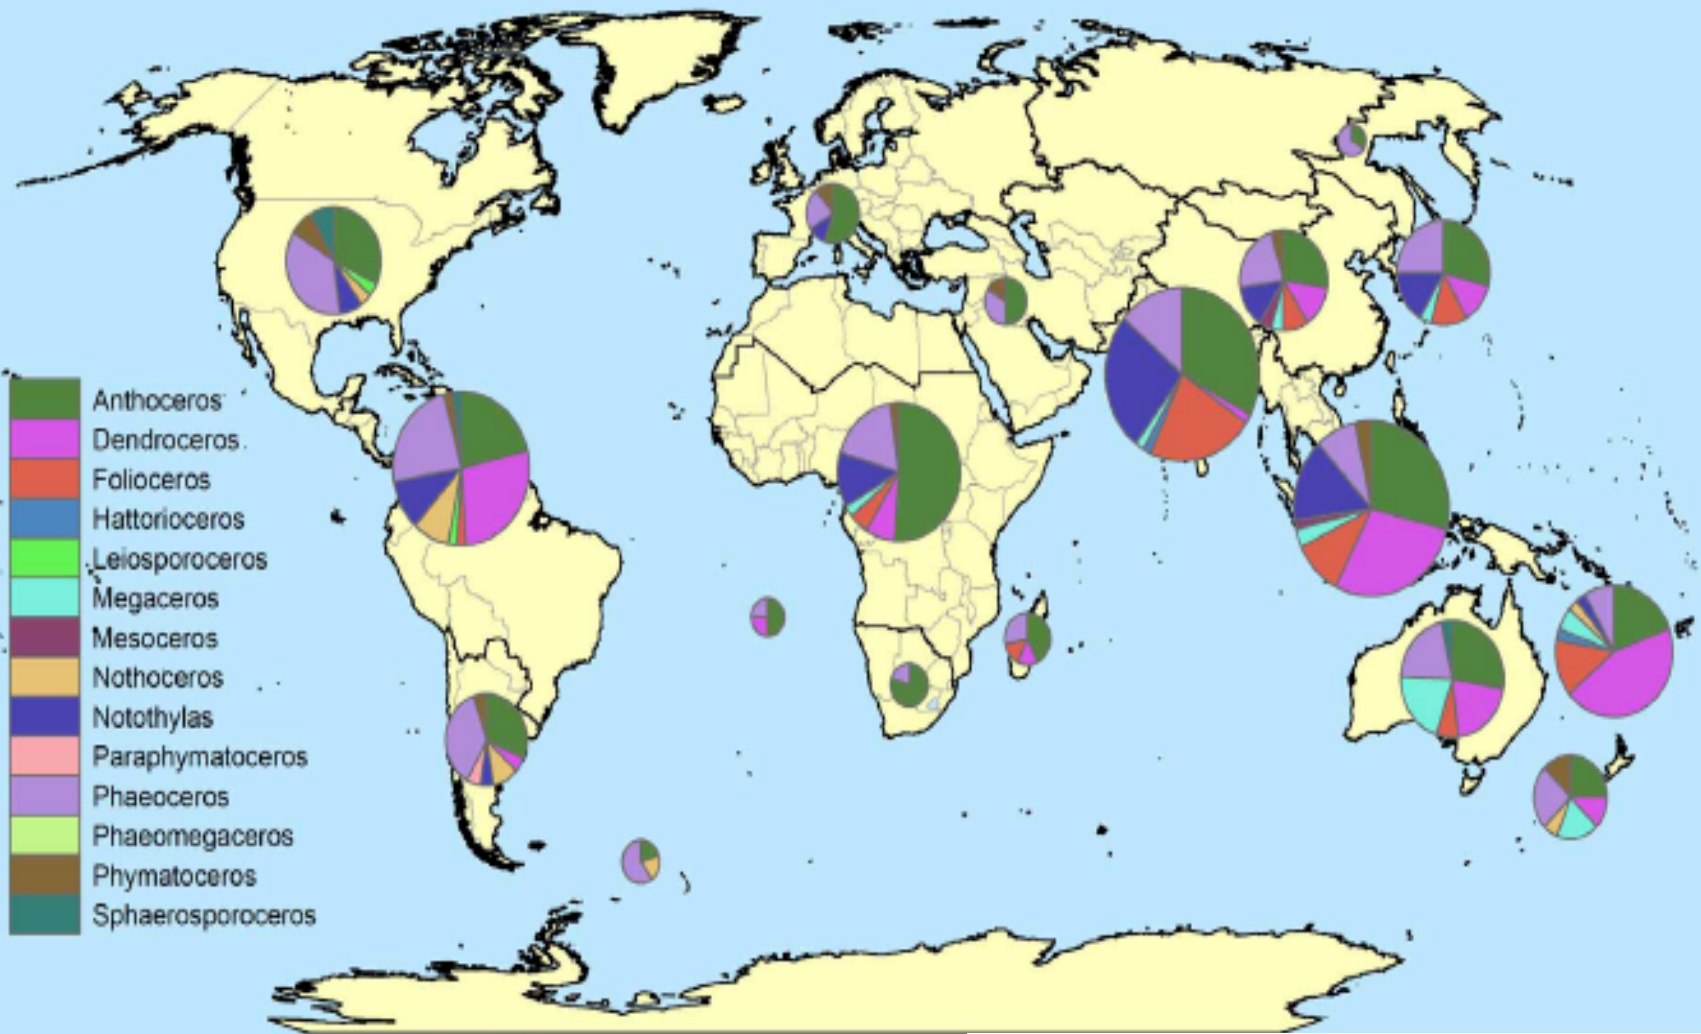 Anthoceros
Dendroceros.
Folioceros
Hattorioceros
Leiosporoceros
Megaceros
Mesoceros
Nothoceros
Notothylas
Paraphymatoceros
Phaeoceros
Phaeomegaceros
Phymatoceros
Sphaerosporoceros